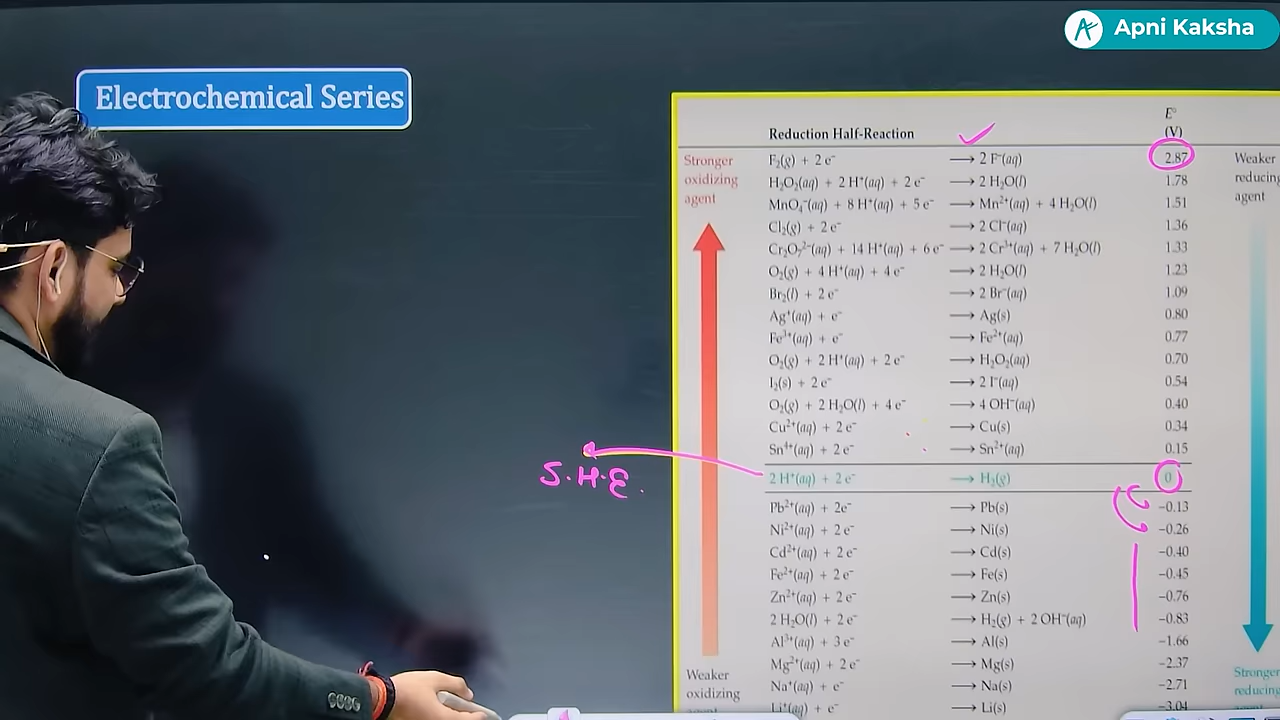 Apni Kaksha
Electrochemical Series
Reduction Half-Reaction E° (V)
Stronger oxidizing agent
Weaker reducing agent
F₂(g) + 2 e⁻ ⟶ 2 F⁻(aq) 2.87
H₂O₂(aq) + 2 H⁺(aq) + 2 e⁻ ⟶ 2 H₂O(l) 1.78
MnO₄⁻(aq) + 8 H⁺(aq) + 5 e⁻ ⟶ Mn²⁺(aq) + 4 H₂O(l) 1.51
Cl₂(g) + 2 e⁻ ⟶ 2 Cl⁻(aq) 1.36
Cr₂O₇²⁻(aq) + 14 H⁺(aq) + 6 e⁻ ⟶ 2 Cr³⁺(aq) + 7 H₂O(l) 1.33
O₂(g) + 4 H⁺(aq) + 4 e⁻ ⟶ 2 H₂O(l) 1.23
Br₂(l) + 2 e⁻ ⟶ 2 Br⁻(aq) 1.09
Ag⁺(aq) + e⁻ ⟶ Ag(s) 0.80
Fe³⁺(aq) + e⁻ ⟶ Fe²⁺(aq) 0.77
O₂(g) + 2 H⁺(aq) + 2 e⁻ ⟶ H₂O₂(aq) 0.70
I₂(s) + 2 e⁻ ⟶ 2 I⁻(aq) 0.54
O₂(g) + 2 H₂O(l) + 4 e⁻ ⟶ 4 OH⁻(aq) 0.40
Cu²⁺(aq) + 2 e⁻ ⟶ Cu(s) 0.34
Sn⁴⁺(aq) + 2 e⁻ ⟶ Sn²⁺(aq) 0.15
S.H.E.
2 H⁺(aq) + 2 e⁻ ⟶ H₂(g) 0
Pb²⁺(aq) + 2e⁻ ⟶ Pb(s) −0.13
Ni²⁺(aq) + 2 e⁻ ⟶ Ni(s) −0.26
Cd²⁺(aq) + 2 e⁻ ⟶ Cd(s) −0.40
Fe²⁺(aq) + 2 e⁻ ⟶ Fe(s) −0.45
Zn²⁺(aq) + 2 e⁻ ⟶ Zn(s) −0.76
2 H₂O(l) + 2 e⁻ ⟶ H₂(g) + 2 OH⁻(aq) −0.83
Al³⁺(aq) + 3 e⁻ ⟶ Al(s) −1.66
Mg²⁺(aq) + 2 e⁻ ⟶ Mg(s) −2.37
Na⁺(aq) + e⁻ ⟶ Na(s) −2.71
Li⁺(aq) + e⁻ ⟶ Li(s) −3.04
Weaker oxidizing
Stronger